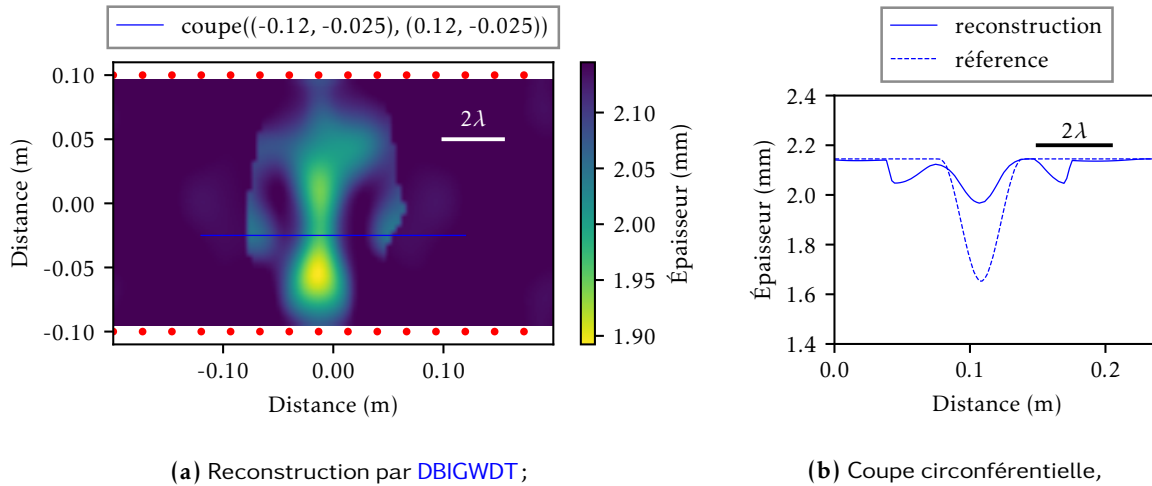 coupe((-0.12, -0.025), (0.12, -0.025))
0.10
0.05
0.00
-0.05
-0.10
Distance (m)
2λ
-0.10 0.00 0.10
Distance (m)
2.10
2.05
2.00
1.95
1.90
Épaisseur (mm)
(a) Reconstruction par DBIGWDT ;
reconstruction
réference
2.4
2.2
2.0
1.8
1.6
1.4
Épaisseur (mm)
2λ
0.0 0.1 0.2
Distance (m)
(b) Coupe circonférentielle,